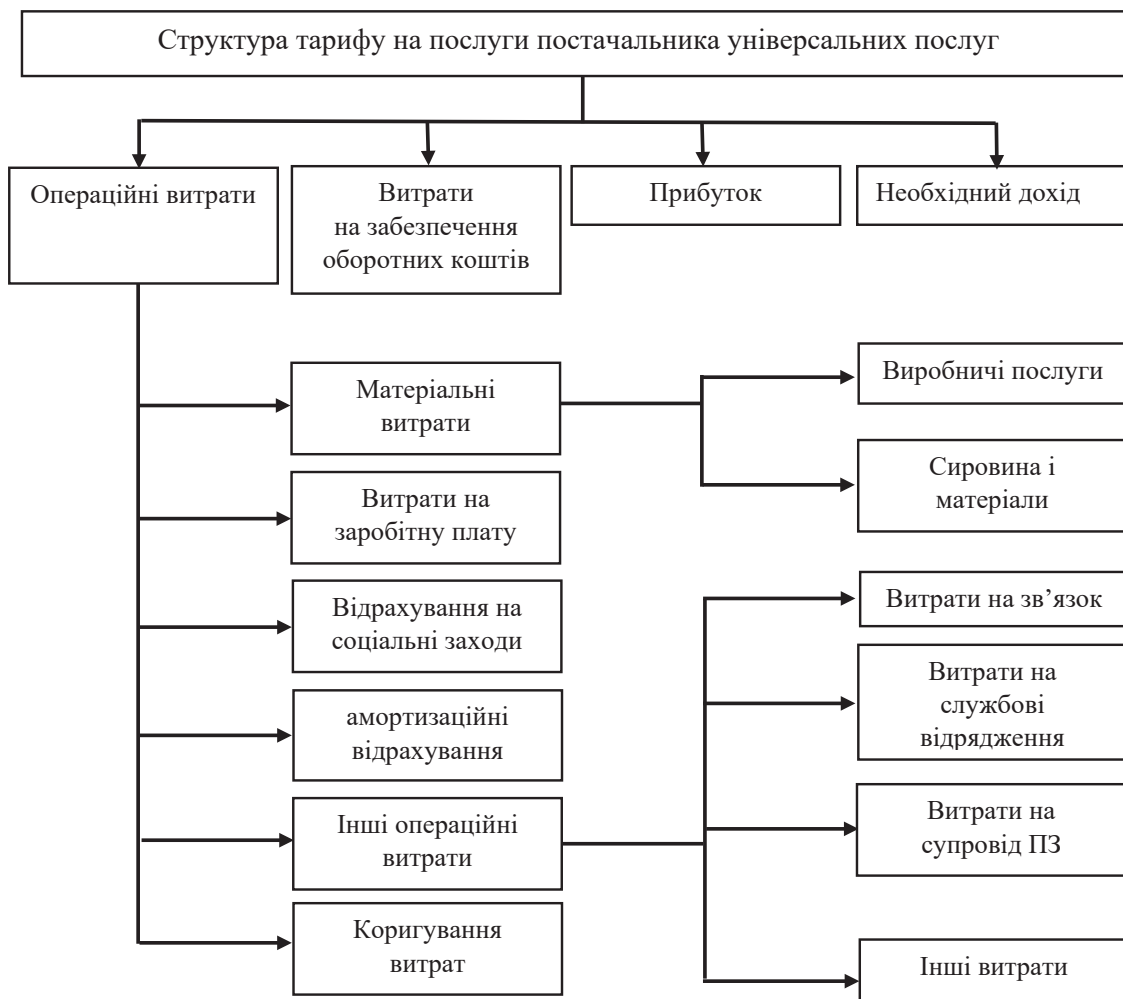 Структура тарифу на послуги постачальника універсальних послуг
Операційні витрати
Витрати
на забезпечення
оборотних коштів
Прибуток
Необхідний дохід
Матеріальні
витрати
Виробничі послуги
Сировина і
матеріали
Витрати на
заробітну плату
Відрахування на
соціальні заходи
амортизаційні
відрахування
Інші операційні
витрати
Коригування
витрат
Витрати на зв’язок
Витрати на
службові
відрядження
Витрати на
супровід ПЗ
Інші витрати